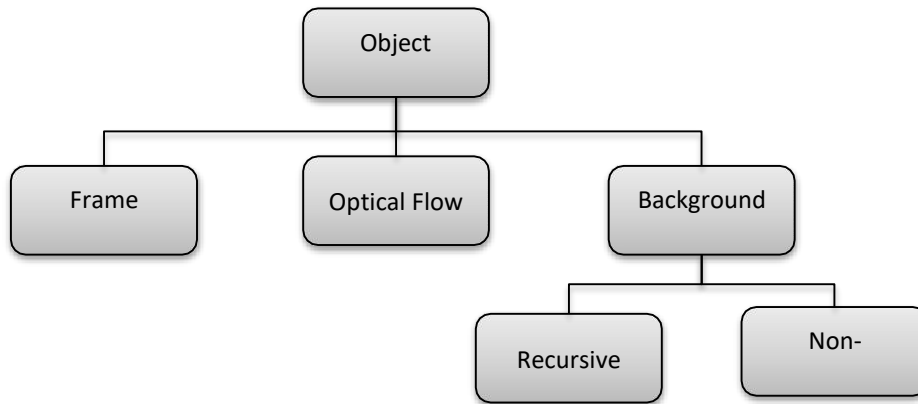 Object
Frame
Optical Flow
Background
Recursive
Non-